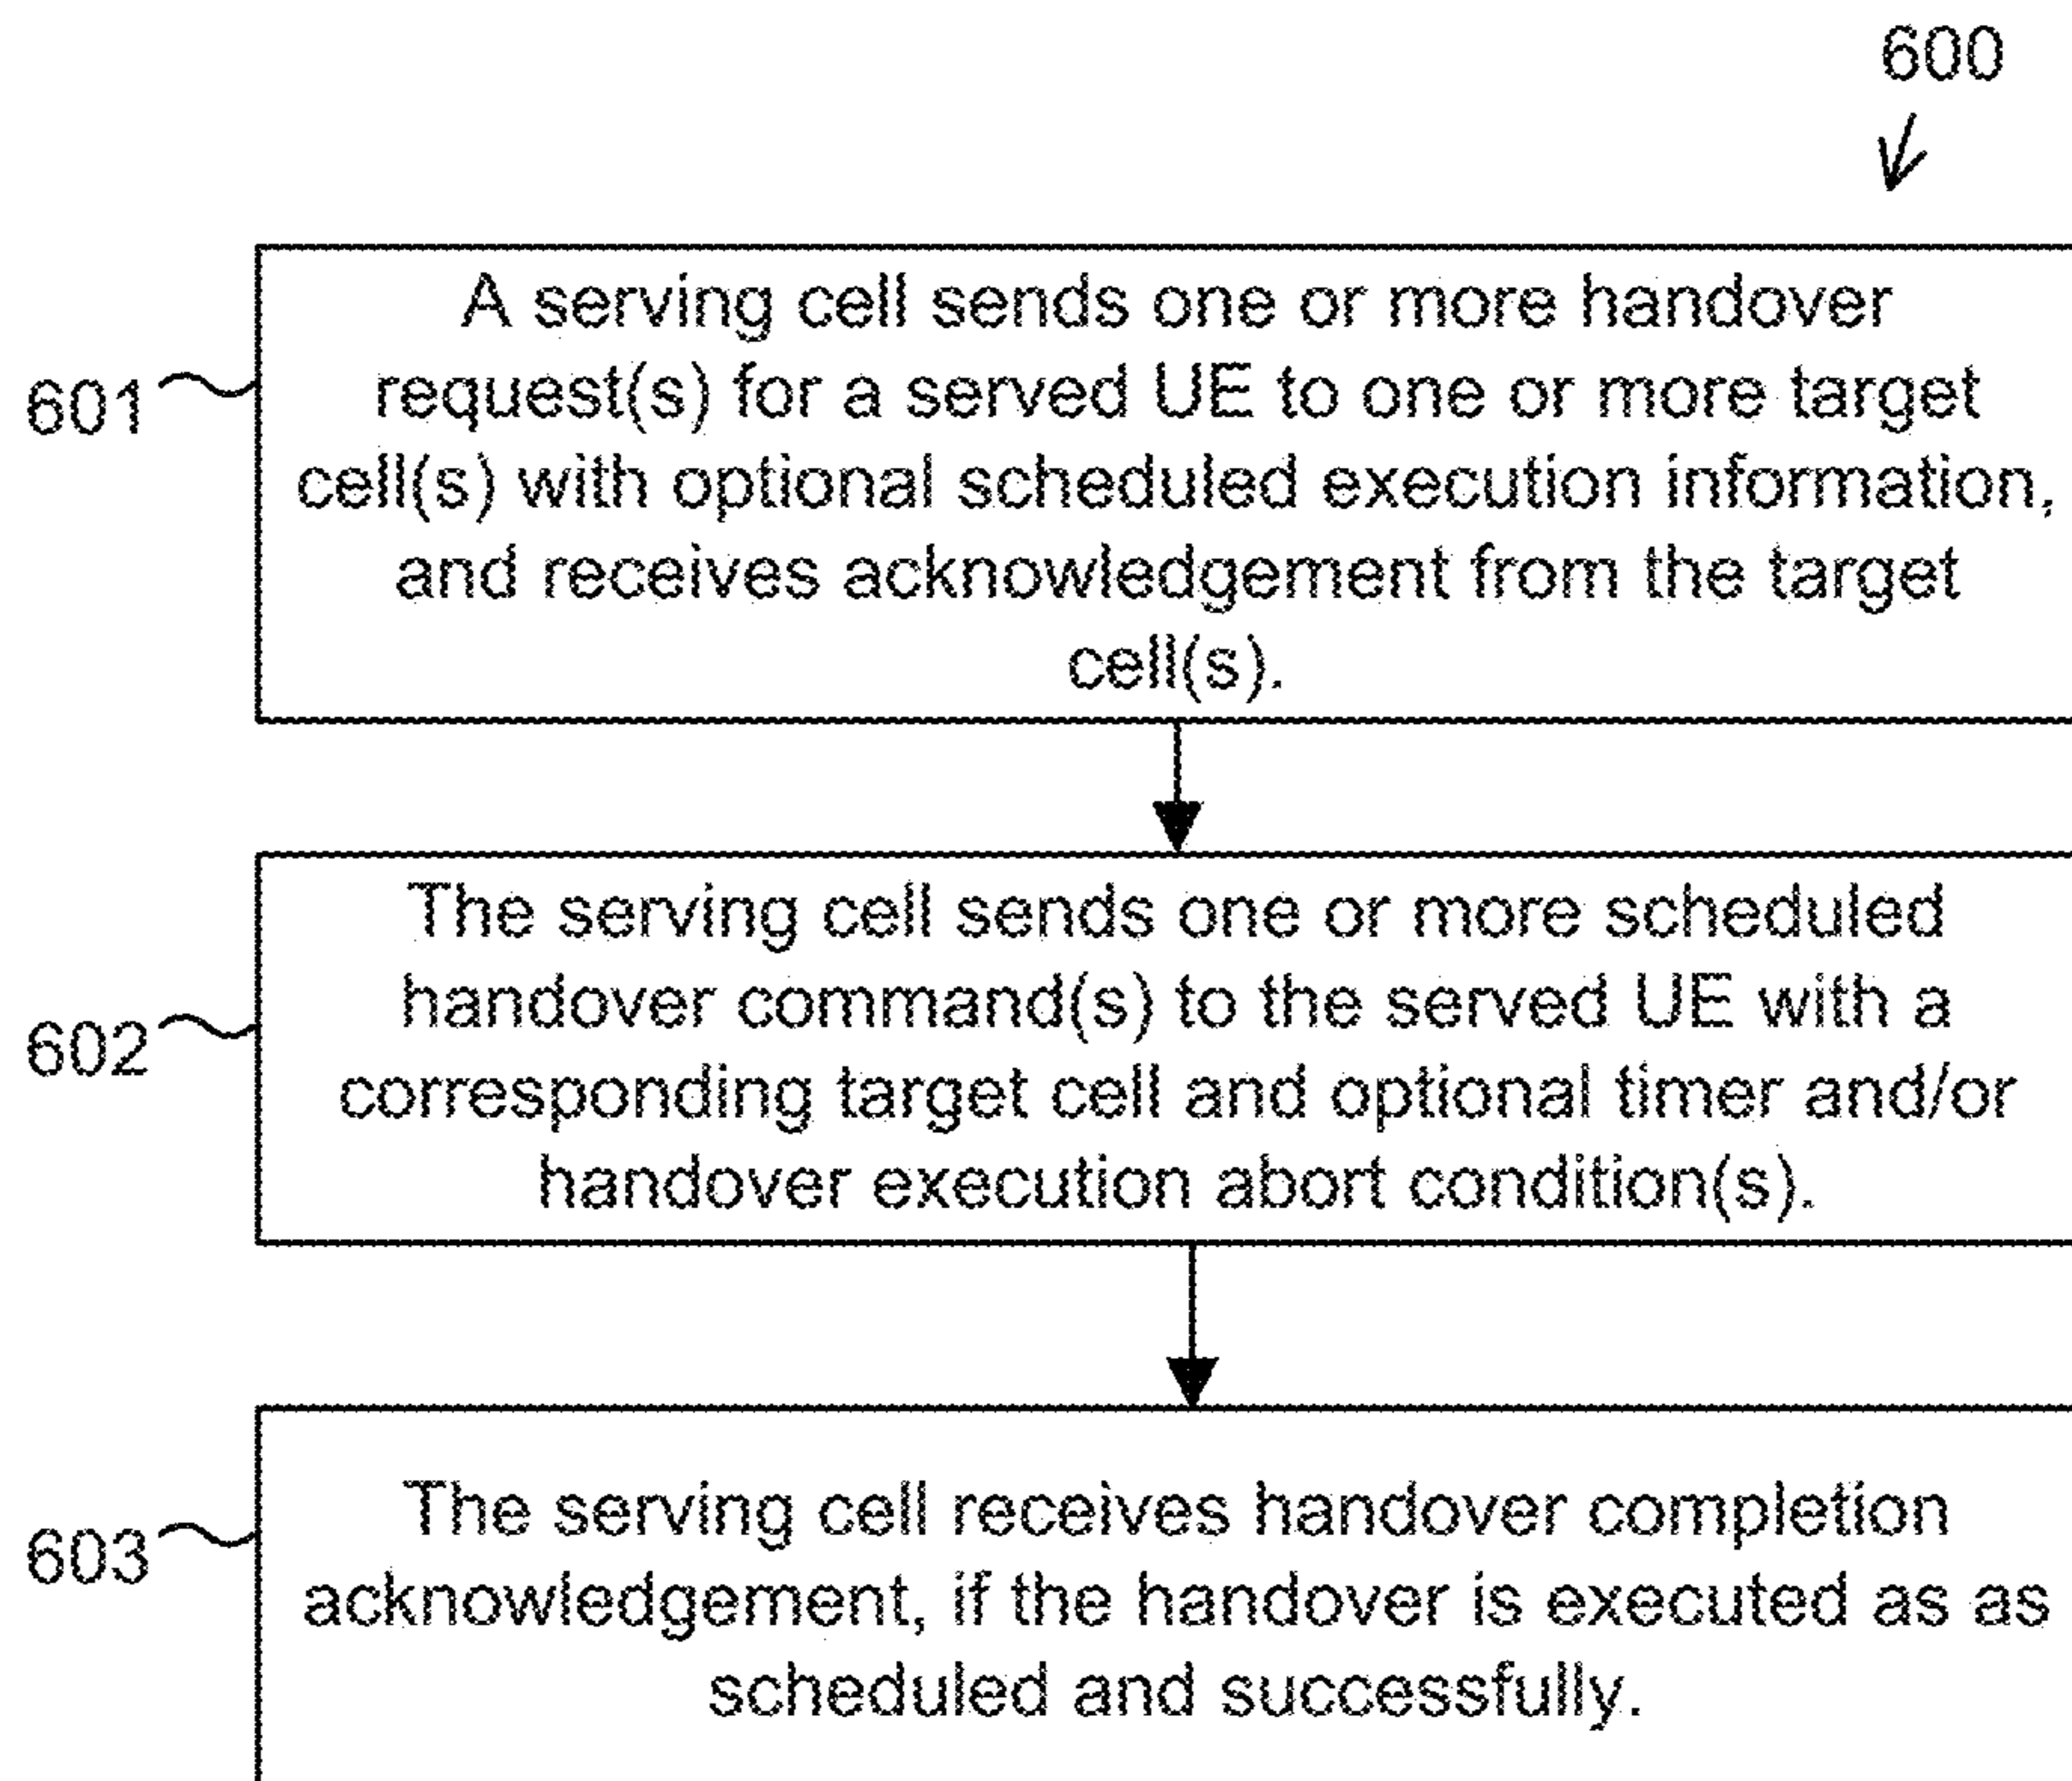 600
A serving cell sends one or more handover
request(s) for a served UE to one or more target
cell(s) with optional scheduled execution information,
and receives acknowledgement from the target
cell(s).
601
The serving cell sends one or more scheduled
handover command(s) to the served UE with a
corresponding target cell and optional timer and/or
handover execution abort condition(s).
602
The serving cell receives handover completion
acknowledgement, if the handover is executed as as
scheduled and successfully.
603